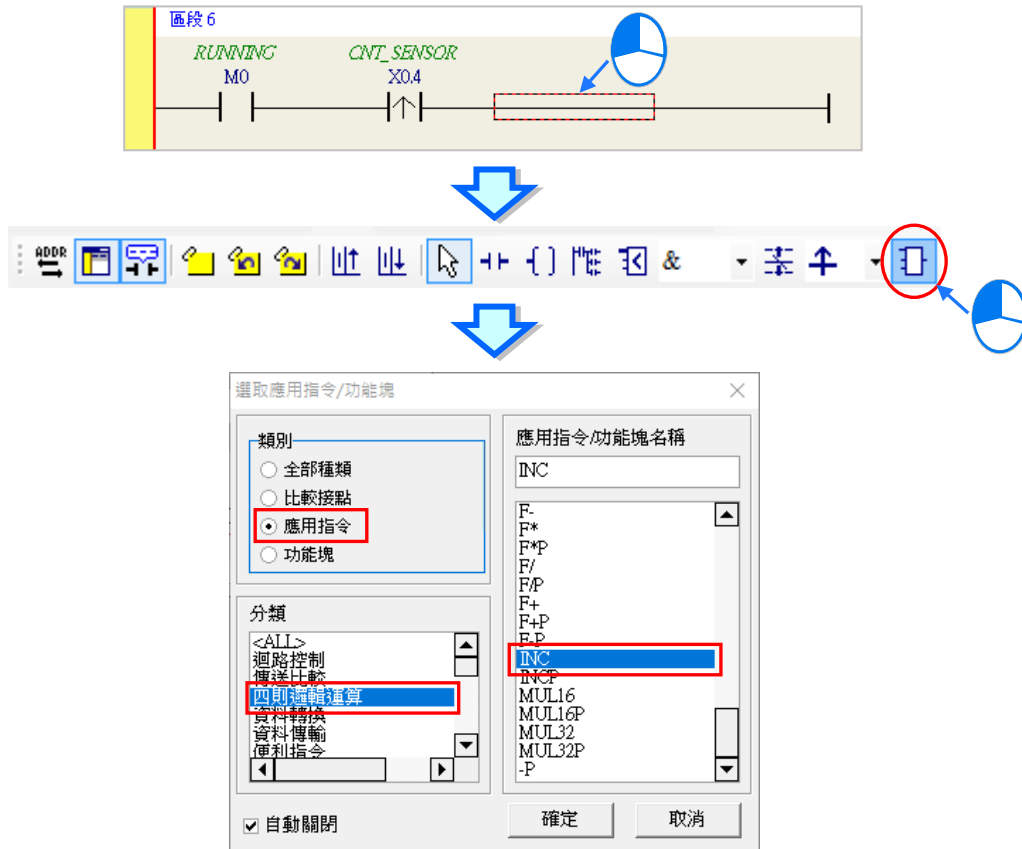 區段 6
RUNNING
CNT_SENSOR
M0
X0.4
ADDR
&
選取應用指令/功能塊
類別
全部種類
比較接點
應用指令
功能塊
分類
<ALL>
迴路控制
傳送比較
四則邏輯運算
資料轉換
資料傳輸
便利指令
自動關閉
應用指令/功能塊名稱
INC
F-
F*
F*P
F/
F/P
F+
F+P
F-P
INC
INCP
MUL16
MUL16P
MUL32
MUL32P
-P
確定
取消